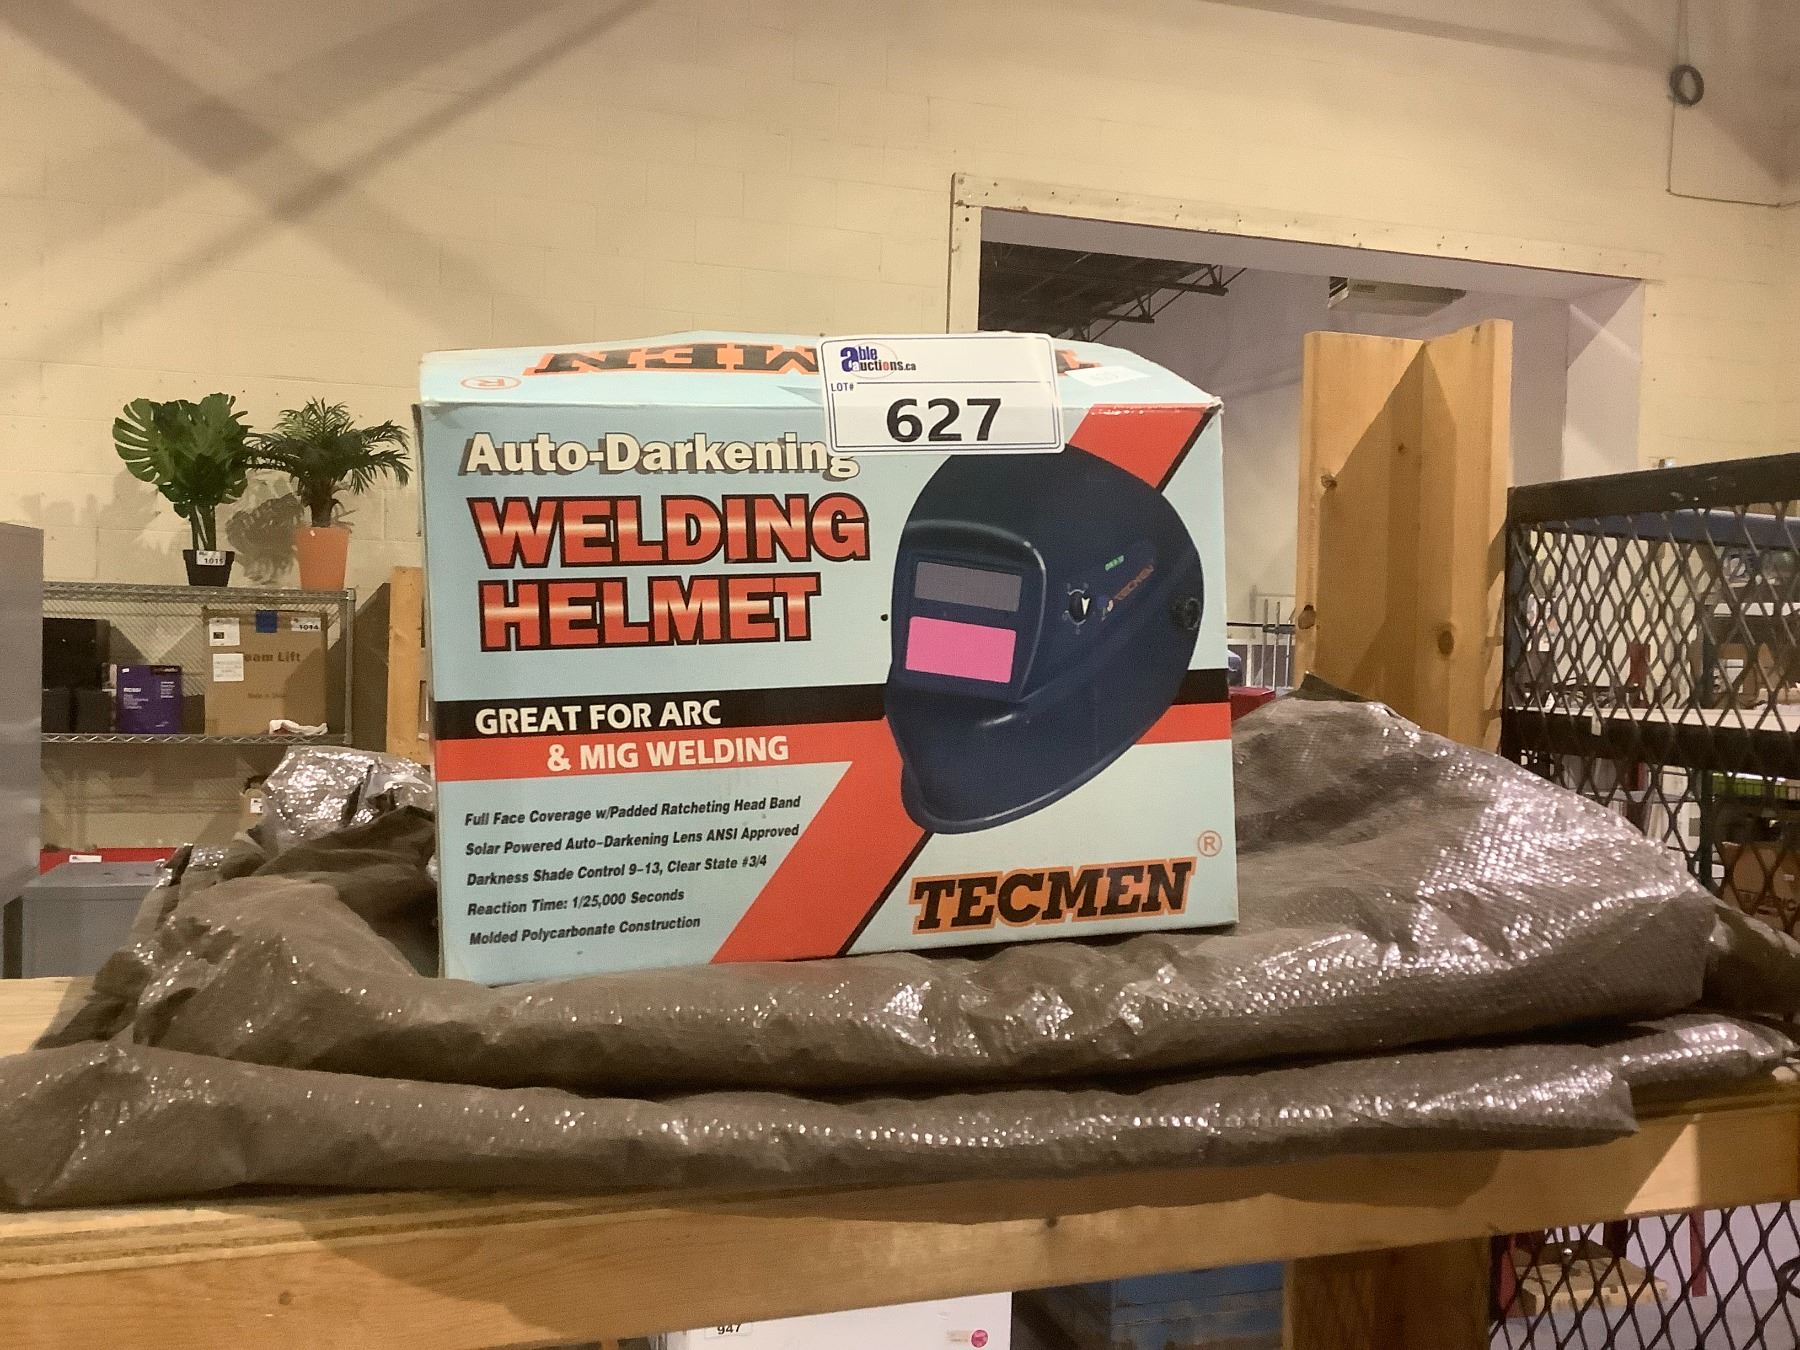 TECMEN
®
able auctions.ca
LOT#
627
Auto-Darkening
WELDING
HELMET
GREAT FOR ARC
& MIG WELDING
Full Face Coverage w/Padded Ratcheting Head Band
Solar Powered Auto-Darkening Lens ANSI Approved
Darkness Shade Control 9-13, Clear State #3/4
Reaction Time: 1/25,000 Seconds
Molded Polycarbonate Construction
TECMEN
TECMEN ®
1015
1014
eam Lift
947